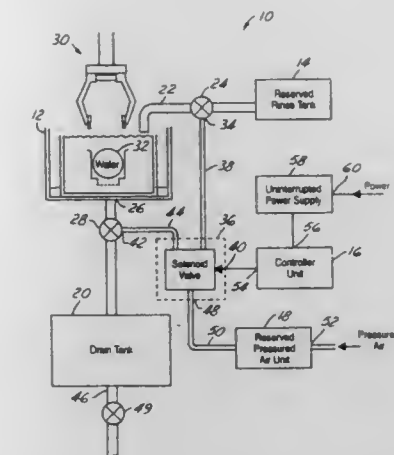 10
30
24
14
22
Reserved
Rinse Tank
12
34
32
Wafer
38
58
60
Uninterrupted
Power Supply
Power
26
44
36
56
28
42
40
Solenoid
Valve
Controller
Unit
16
54
20
48
18
52
Drain Tank
50
Reserved
Pressured
Air Unit
Pressured
Air
46
49